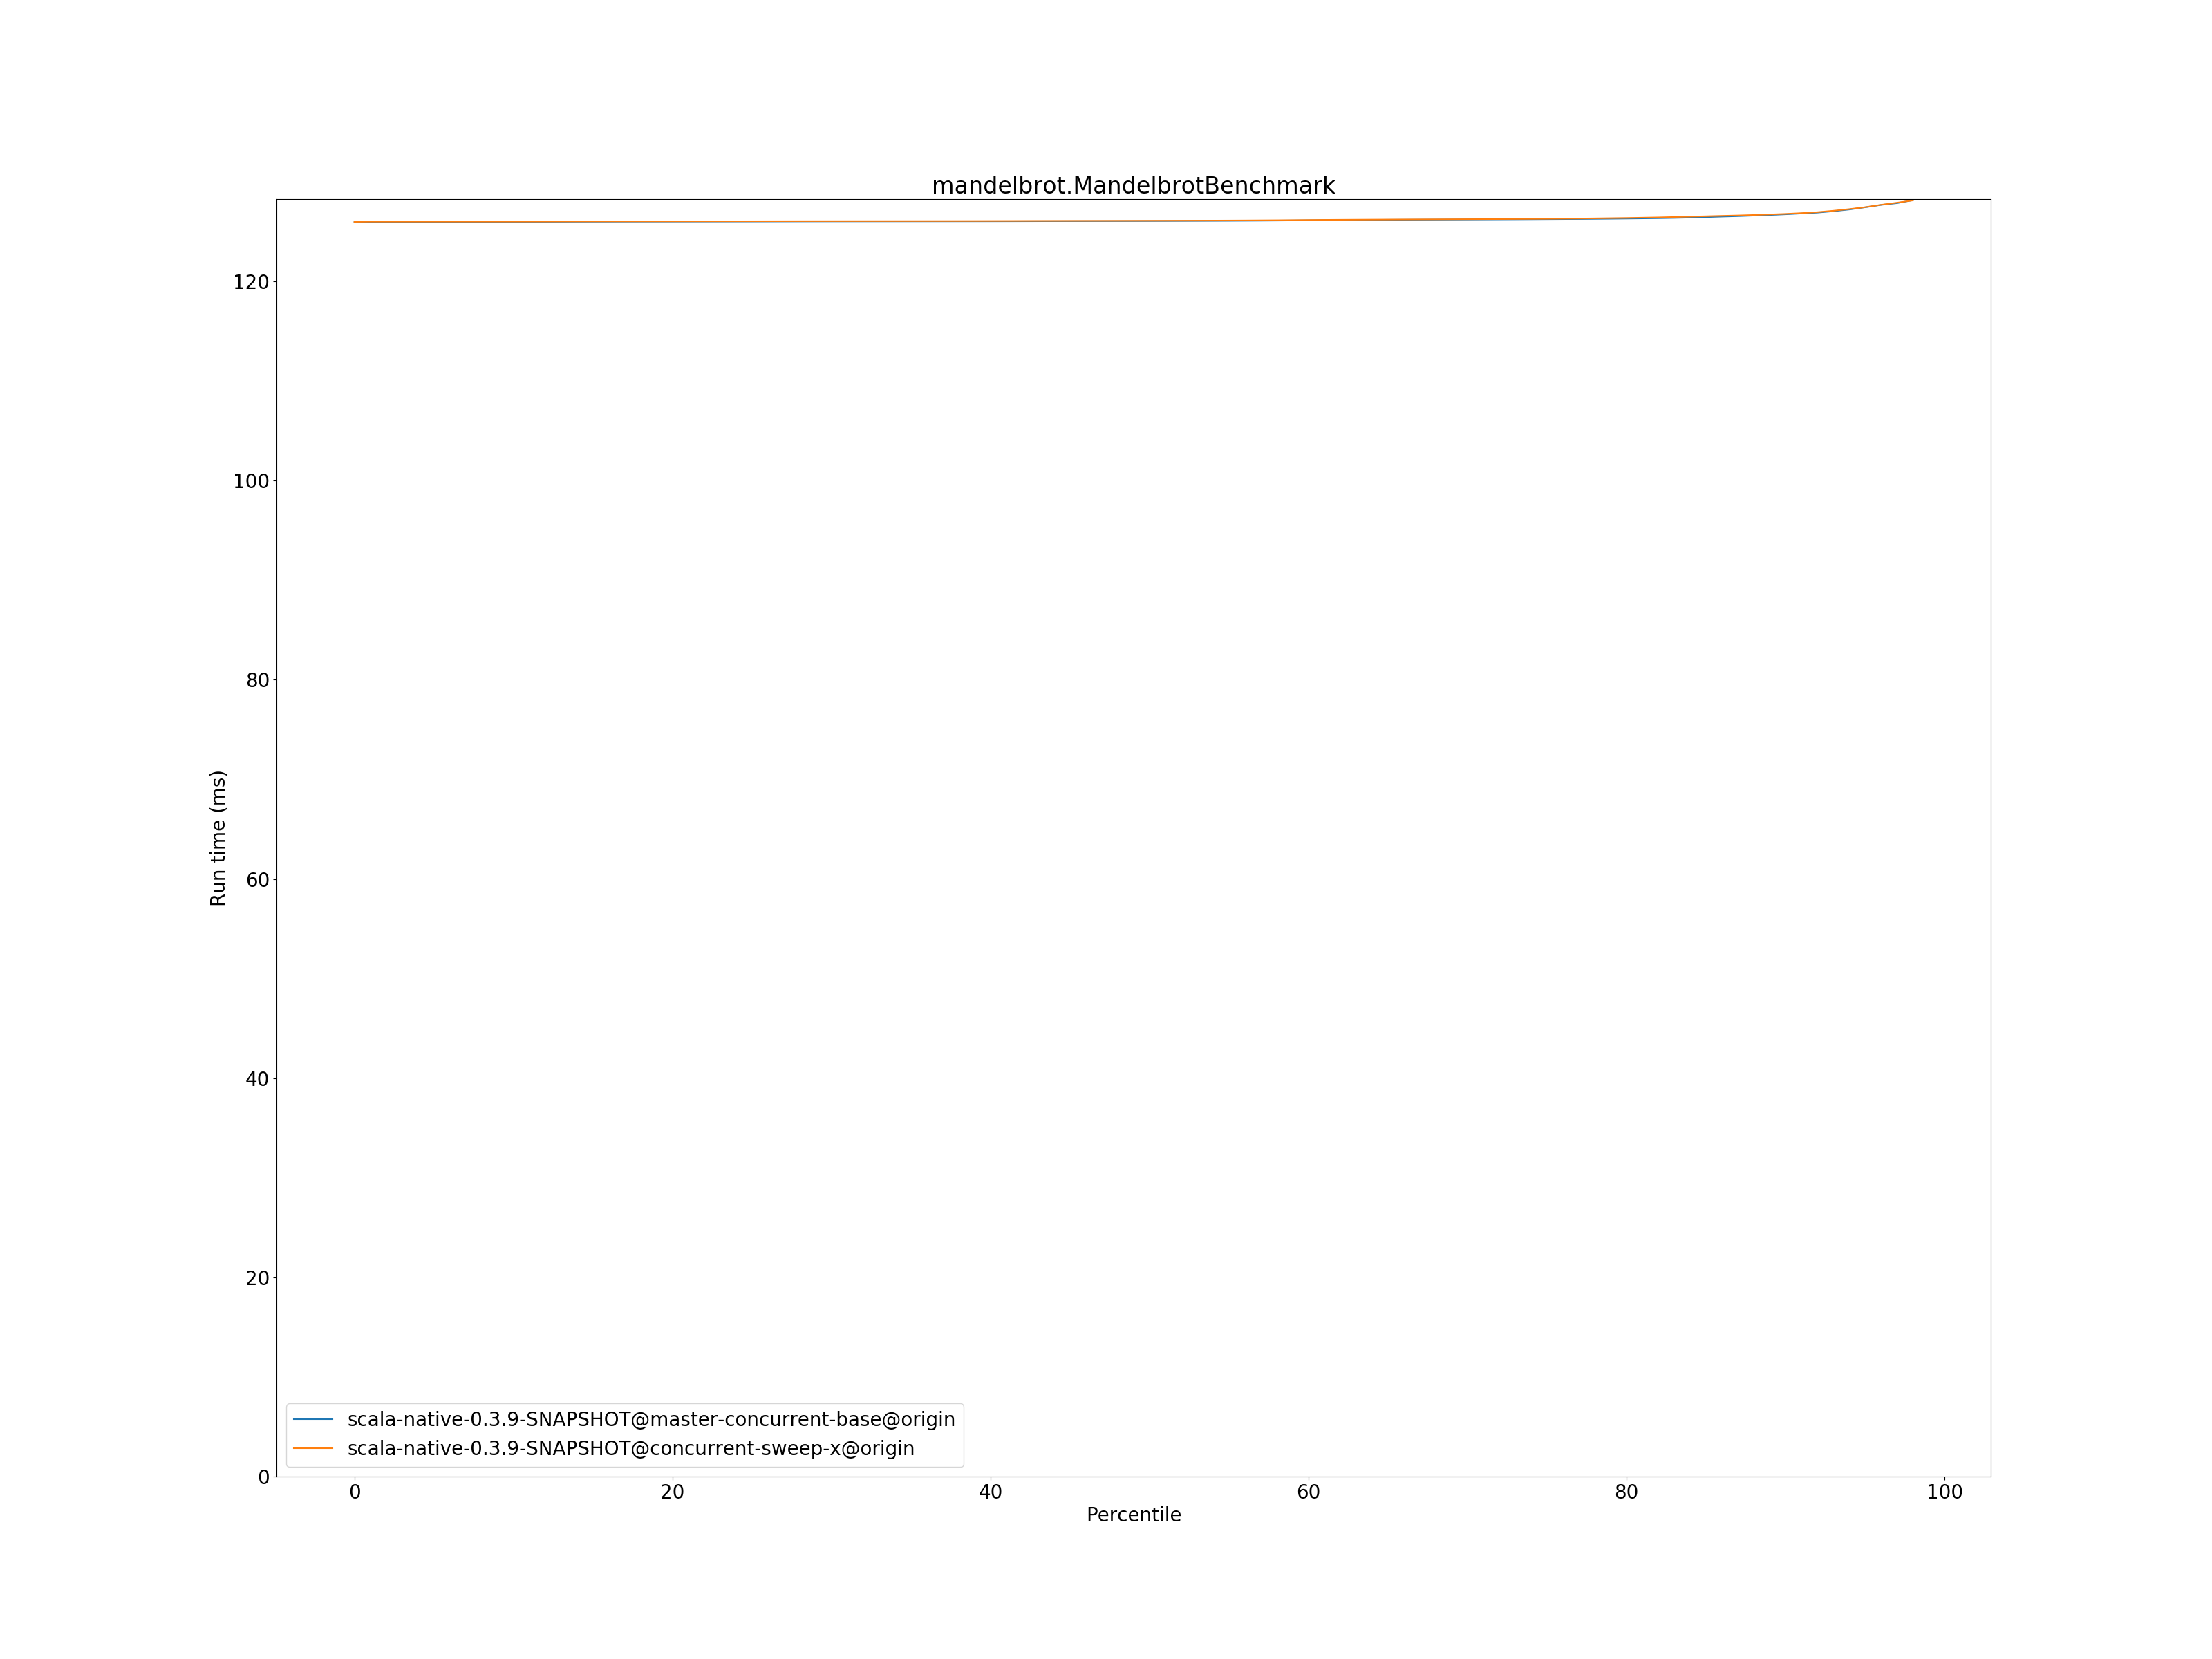 mandelbrot.MandelbrotBenchmark
120
100
80
60
40
20
0
Run time (ms)
scala-native-0.3.9-SNAPSHOT@master-concurrent-base@origin
scala-native-0.3.9-SNAPSHOT@concurrent-sweep-x@origin
0 20 40 60 80 100
Percentile